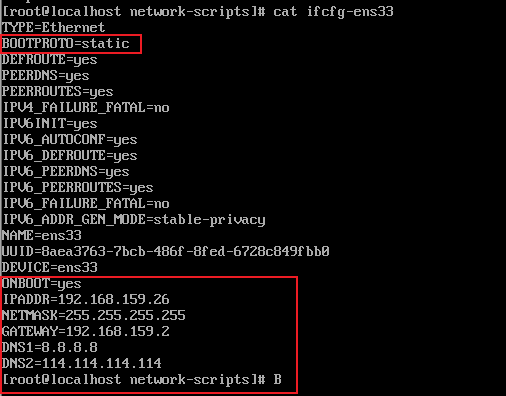 [root@localhost network-scripts]# cat ifcfg-ens33
TYPE=Ethernet
BOOTPROTO=static
DEFROUTE=yes
PEERDNS=yes
PEERROUTES=yes
IPV4_FAILURE_FATAL=no
IPV6INIT=yes
IPV6_AUTOCONF=yes
IPV6_DEFROUTE=yes
IPV6_PEERDNS=yes
IPV6_PEERROUTES=yes
IPV6_FAILURE_FATAL=no
IPV6_ADDR_GEN_MODE=stable-privacy
NAME=ens33
UUID=8aea3763-7bcb-486f-8fed-6728c849fbb0
DEVICE=ens33
ONBOOT=yes
IPADDR=192.168.159.26
NETMASK=255.255.255.255
GATEWAY=192.168.159.2
DNS1=8.8.8.8
DNS2=114.114.114.114
[root@localhost network-scripts]# B